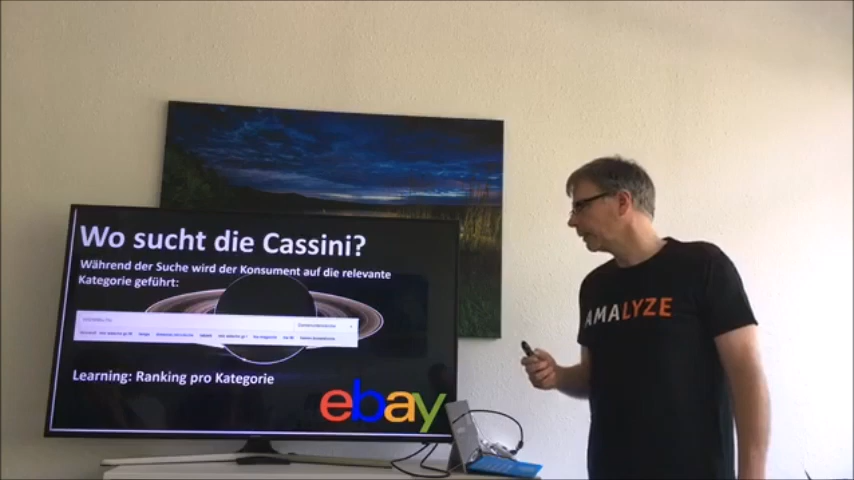 Wo sucht die Cassini?
Während der Suche wird der Konsument auf die relevante
Kategorie geführt:
Learning: Ranking pro Kategorie
ebay
AMALYZE